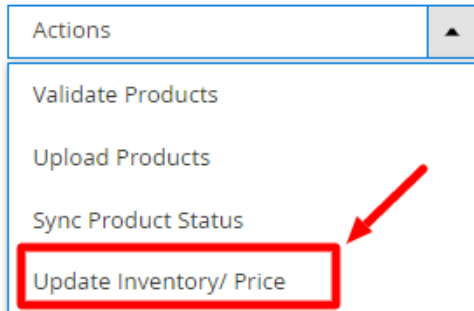 Actions
Validate Products
Upload Products
Sync Product Status
Update Inventory/ Price